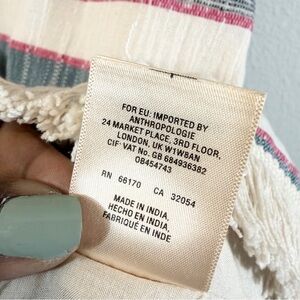 FOR EU: IMPORTED BY
ANTHROPOLOGIE
24 MARKET PLACE, 3RD FLOOR,
LONDON, UK W1W8AN
CIF: VAT No. GB 684936382
08454743
RN 66170 CA 32054
MADE IN INDIA,
HECHO EN INDIA,
FABRIQUÉ EN INDE